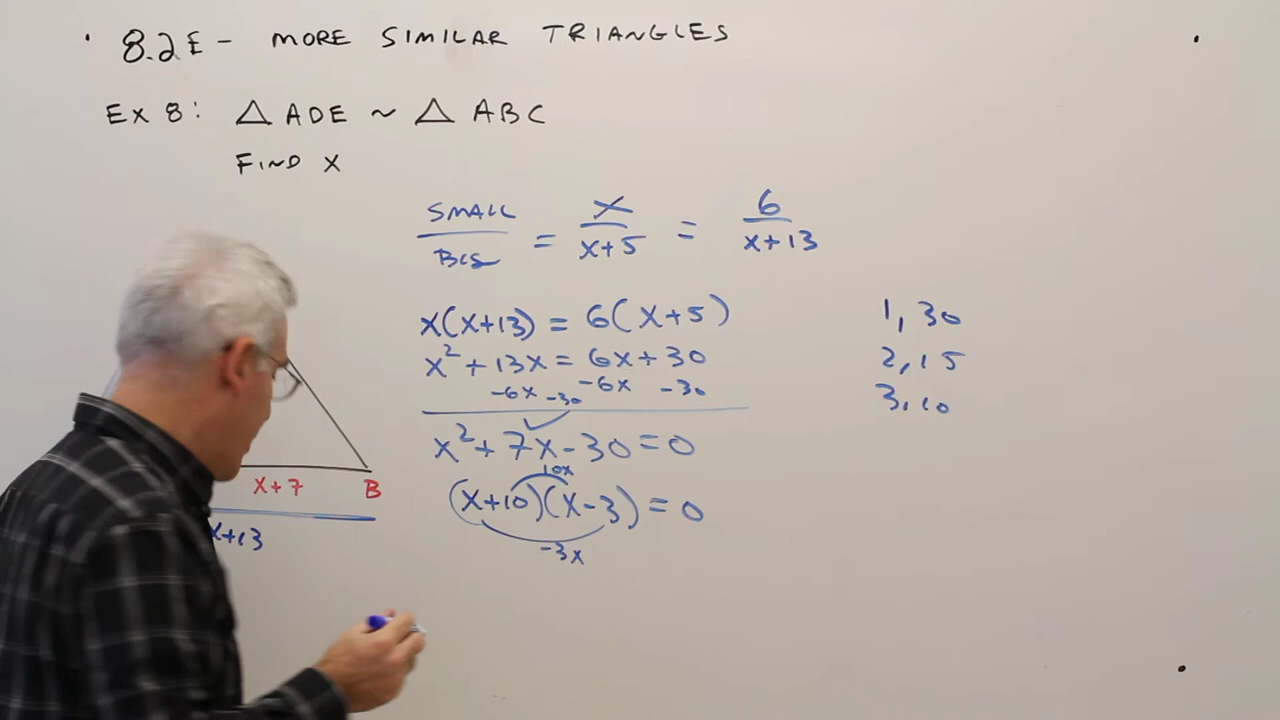 8.2E - MORE SIMILAR TRIANGLES
Ex 8: △ ADE ~ △ ABC
FIND X
SMALL/BIG = x/x+5 = 6/x+13
x(x+13) = 6(x+5)
x² + 13x = 6x + 30
-6x -30 -6x -30
x² + 7x - 30 = 0
10x
(x+10)(x-3) = 0
-3x
1, 30
2, 15
3, 10
x+7 B
x+13